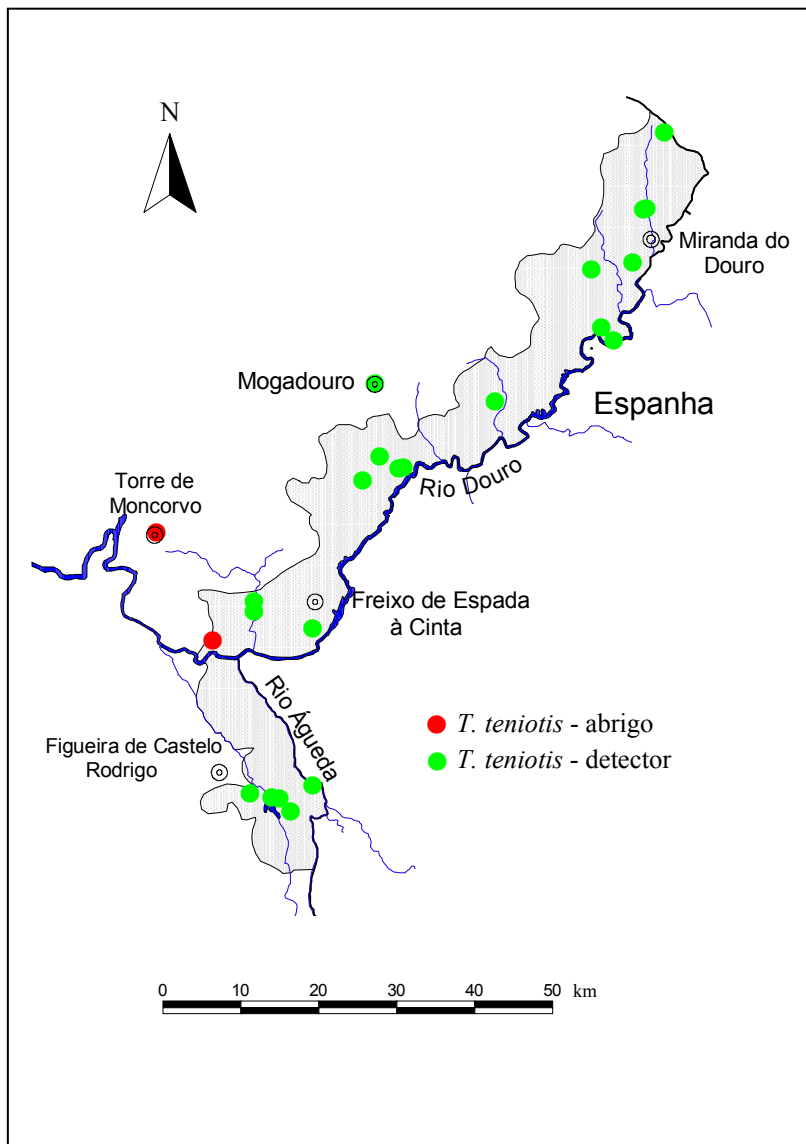 N
Miranda do
Douro
Mogadouro
Espanha
Torre de
Moncorvo
Rio Douro
Freixo de Espada
à Cinta
Rio Águeda
T. teniotis - abrigo
Figueira de Castelo
Rodrigo
T. teniotis - detector
0 10 20 30 40 50 km